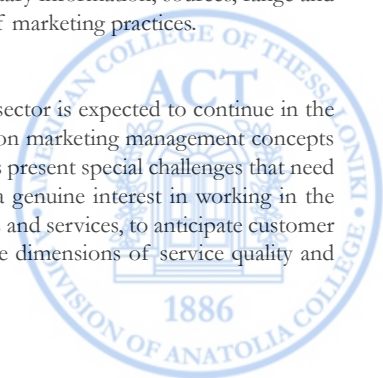 ary information, sources, range and
f marketing practices.
sector is expected to continue in the
on marketing management concepts
s present special challenges that need
a genuine interest in working in the
s and services, to anticipate customer
e dimensions of service quality and
AMERICAN COLLEGE OF THESSALONIKI
ACT
1886
DIVISION OF ANATOLIA COLLEGE